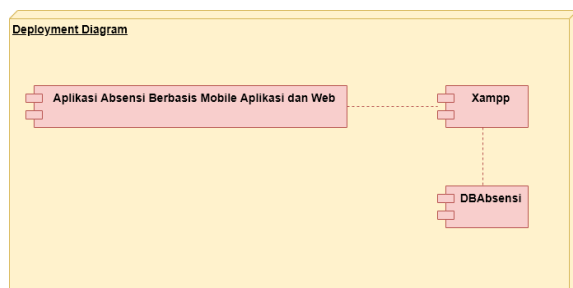 Deployment Diagram
Aplikasi Absensi Berbasis Mobile Aplikasi dan Web
Xampp
DBAbsensi